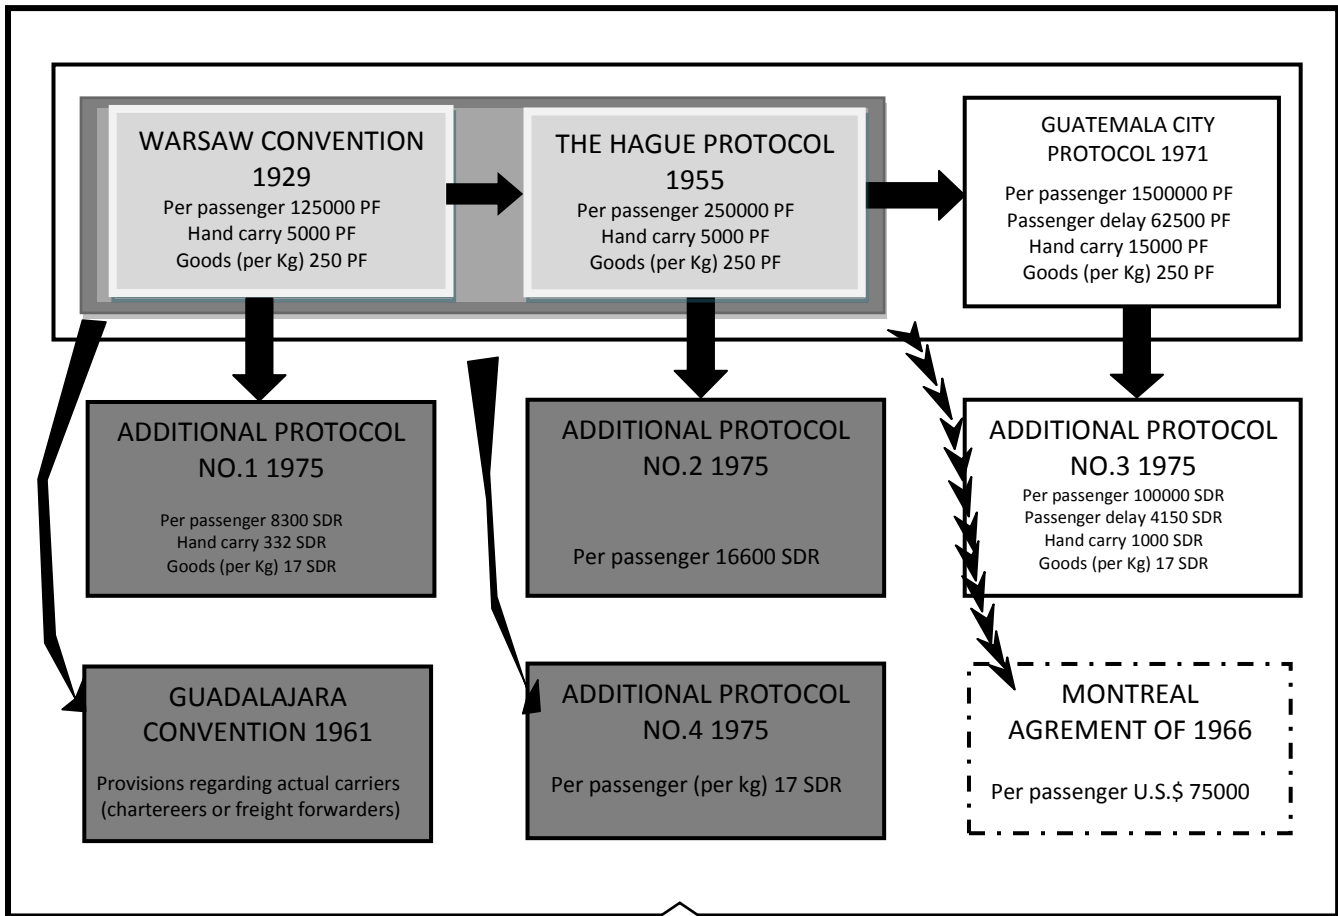 WARSAW CONVENTION
1929
Per passenger 125000 PF
Hand carry 5000 PF
Goods (per Kg) 250 PF
THE HAGUE PROTOCOL
1955
Per passenger 250000 PF
Hand carry 5000 PF
Goods (per Kg) 250 PF
GUATEMALA CITY
PROTOCOL 1971
Per passenger 1500000 PF
Passenger delay 62500 PF
Hand carry 15000 PF
Goods (per Kg) 250 PF
ADDITIONAL PROTOCOL
NO.1 1975
Per passenger 8300 SDR
Hand carry 332 SDR
Goods (per Kg) 17 SDR
ADDITIONAL PROTOCOL
NO.2 1975
Per passenger 16600 SDR
ADDITIONAL PROTOCOL
NO.3 1975
Per passenger 100000 SDR
Passenger delay 4150 SDR
Hand carry 1000 SDR
Goods (per Kg) 17 SDR
GUADALAJARA
CONVENTION 1961
Provisions regarding actual carriers
(chartereers or freight forwarders)
ADDITIONAL PROTOCOL
NO.4 1975
Per passenger (per kg) 17 SDR
MONTREAL
AGREMENT OF 1966
Per passenger U.S.$ 75000